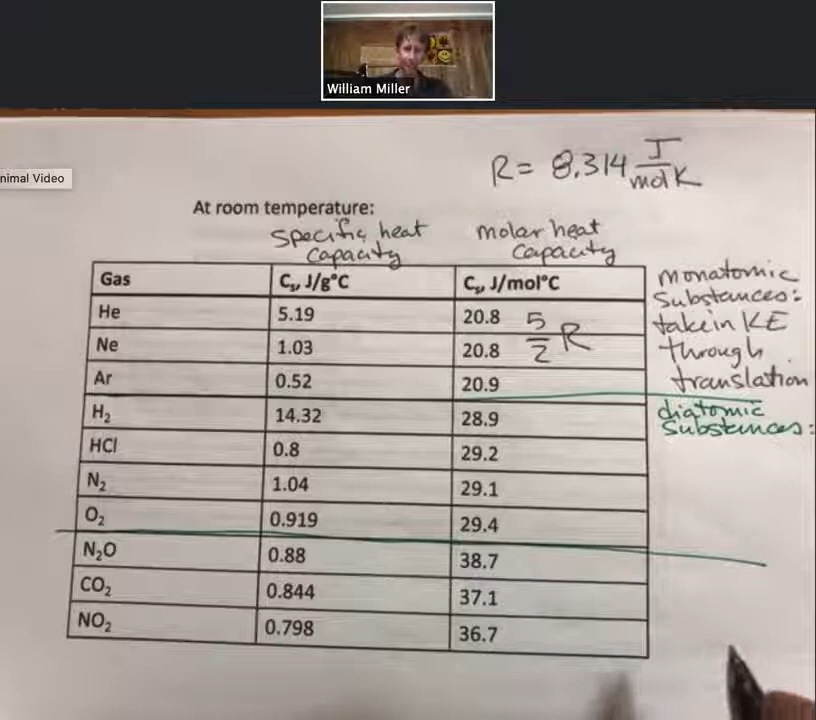 William Miller
nimal Video
R = 8.314 J/mol K
At room temperature:
specific heat capacity
molar heat capacity
Gas Cs, J/g°C Cs, J/mol°C
He 5.19 20.8
Ne 1.03 20.8
5/2 R
Ar 0.52 20.9
H₂ 14.32 28.9
HCl 0.8 29.2
N₂ 1.04 29.1
O₂ 0.919 29.4
N₂O 0.88 38.7
CO₂ 0.844 37.1
NO₂ 0.798 36.7
monatomic
substances:
take in KE
through
translation
diatomic
substances: